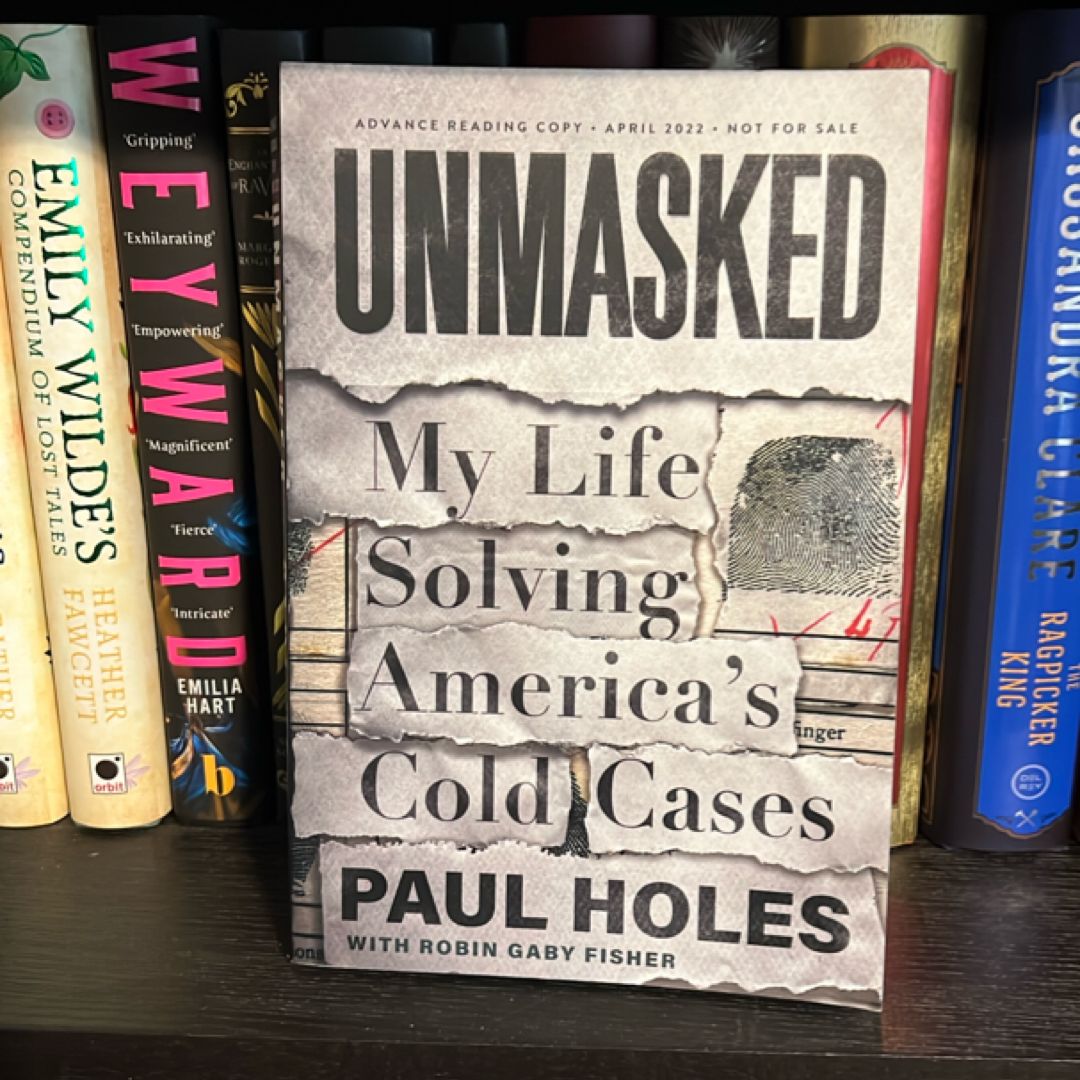 ADVANCE READING COPY • APRIL 2022 • NOT FOR SALE
UNMASKED
My Life
Solving
America's
Cold Cases
PAUL HOLES
WITH ROBIN GABY FISHER
finger
EMILY WILDE'S
COMPENDIUM OF LOST TALES
HEATHER
FAWCETT
orbit
WEYWARD
'Gripping'
'Exhilarating'
'Empowering'
'Magnificent'
'Fierce'
'Intricate'
EMILIA
HART
b
CASSANDRA CLARE
THE
RAGPICKER
KING
DEL
REY